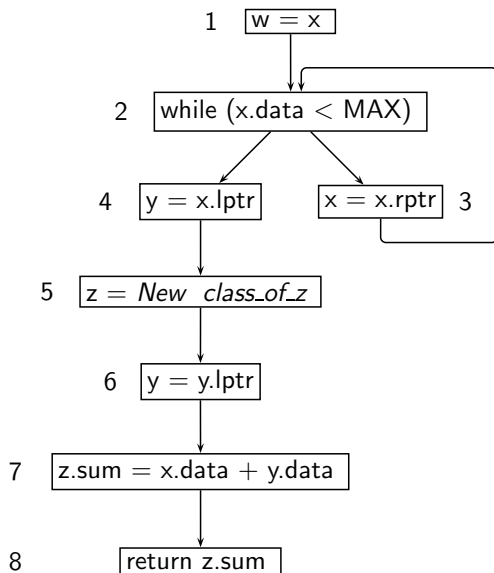 1 w = x
2 while (x.data < MAX)
4 y = x.lptr
x = x.rptr 3
5 z = New class_of_z
6 y = y.lptr
7 z.sum = x.data + y.data
8 return z.sum